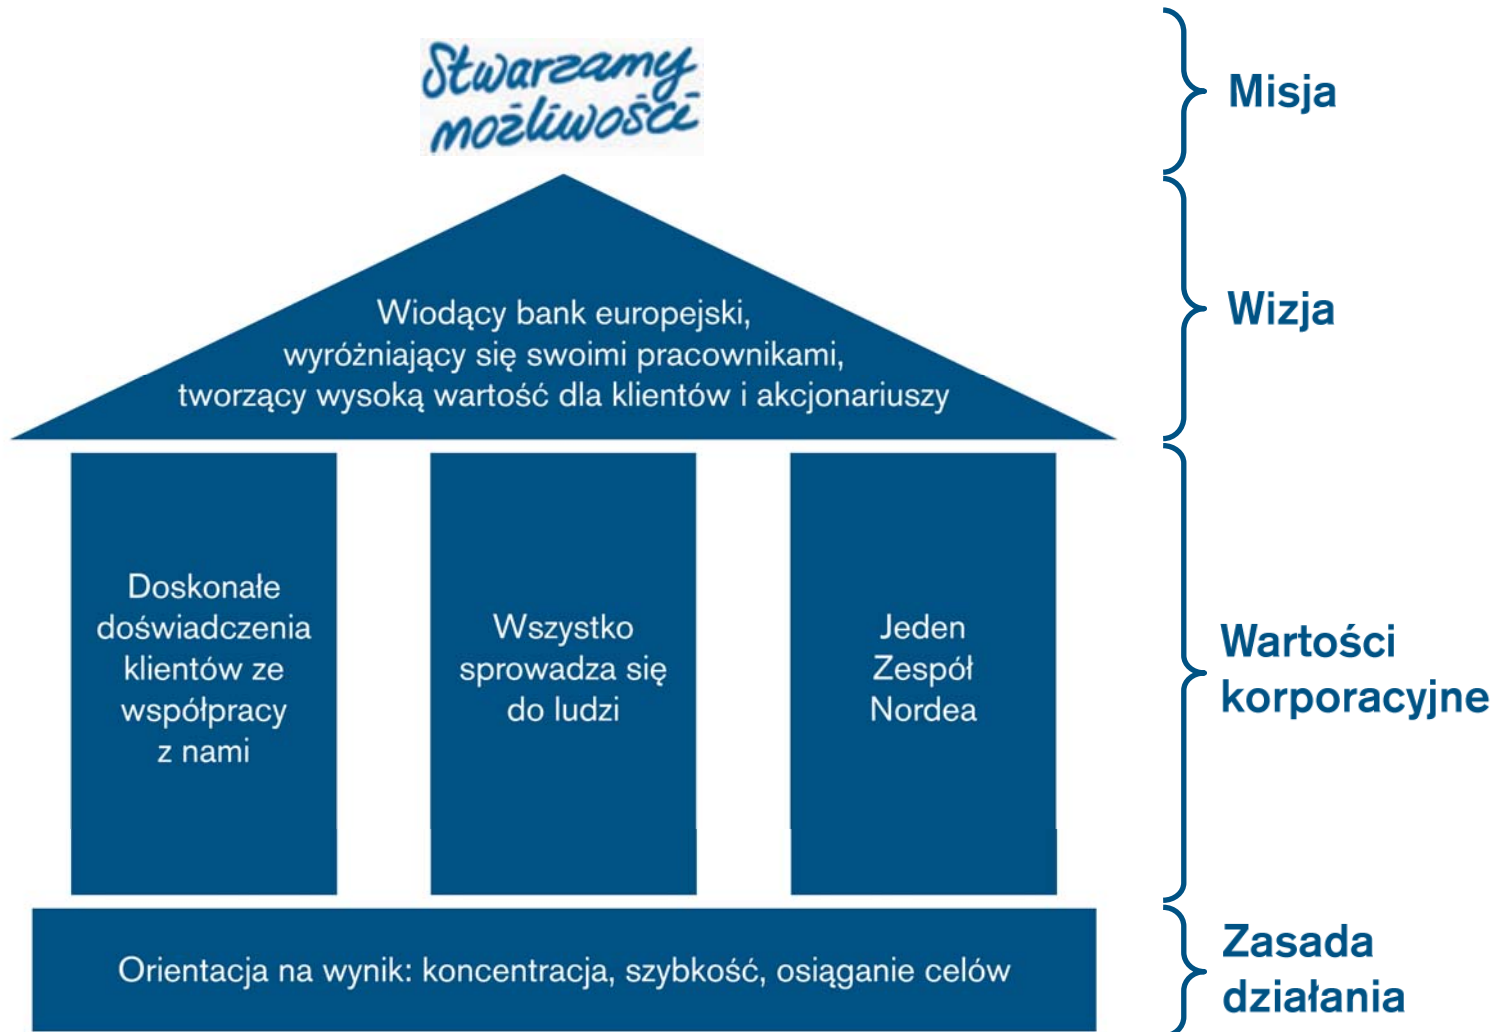 Stwarzamy
możliwości
Misja
Wiodący bank europejski,
wyróżniający się swoimi pracownikami,
tworzący wysoką wartość dla klientów i akcjonariuszy
Wizja
Doskonałe
doświadczenia
klientów ze
współpracy
z nami
Wszystko
sprowadza się
do ludzi
Jeden
Zespół
Nordea
Wartości
korporacyjne
Orientacja na wynik: koncentracja, szybkość, osiąganie celów
Zasada
działania